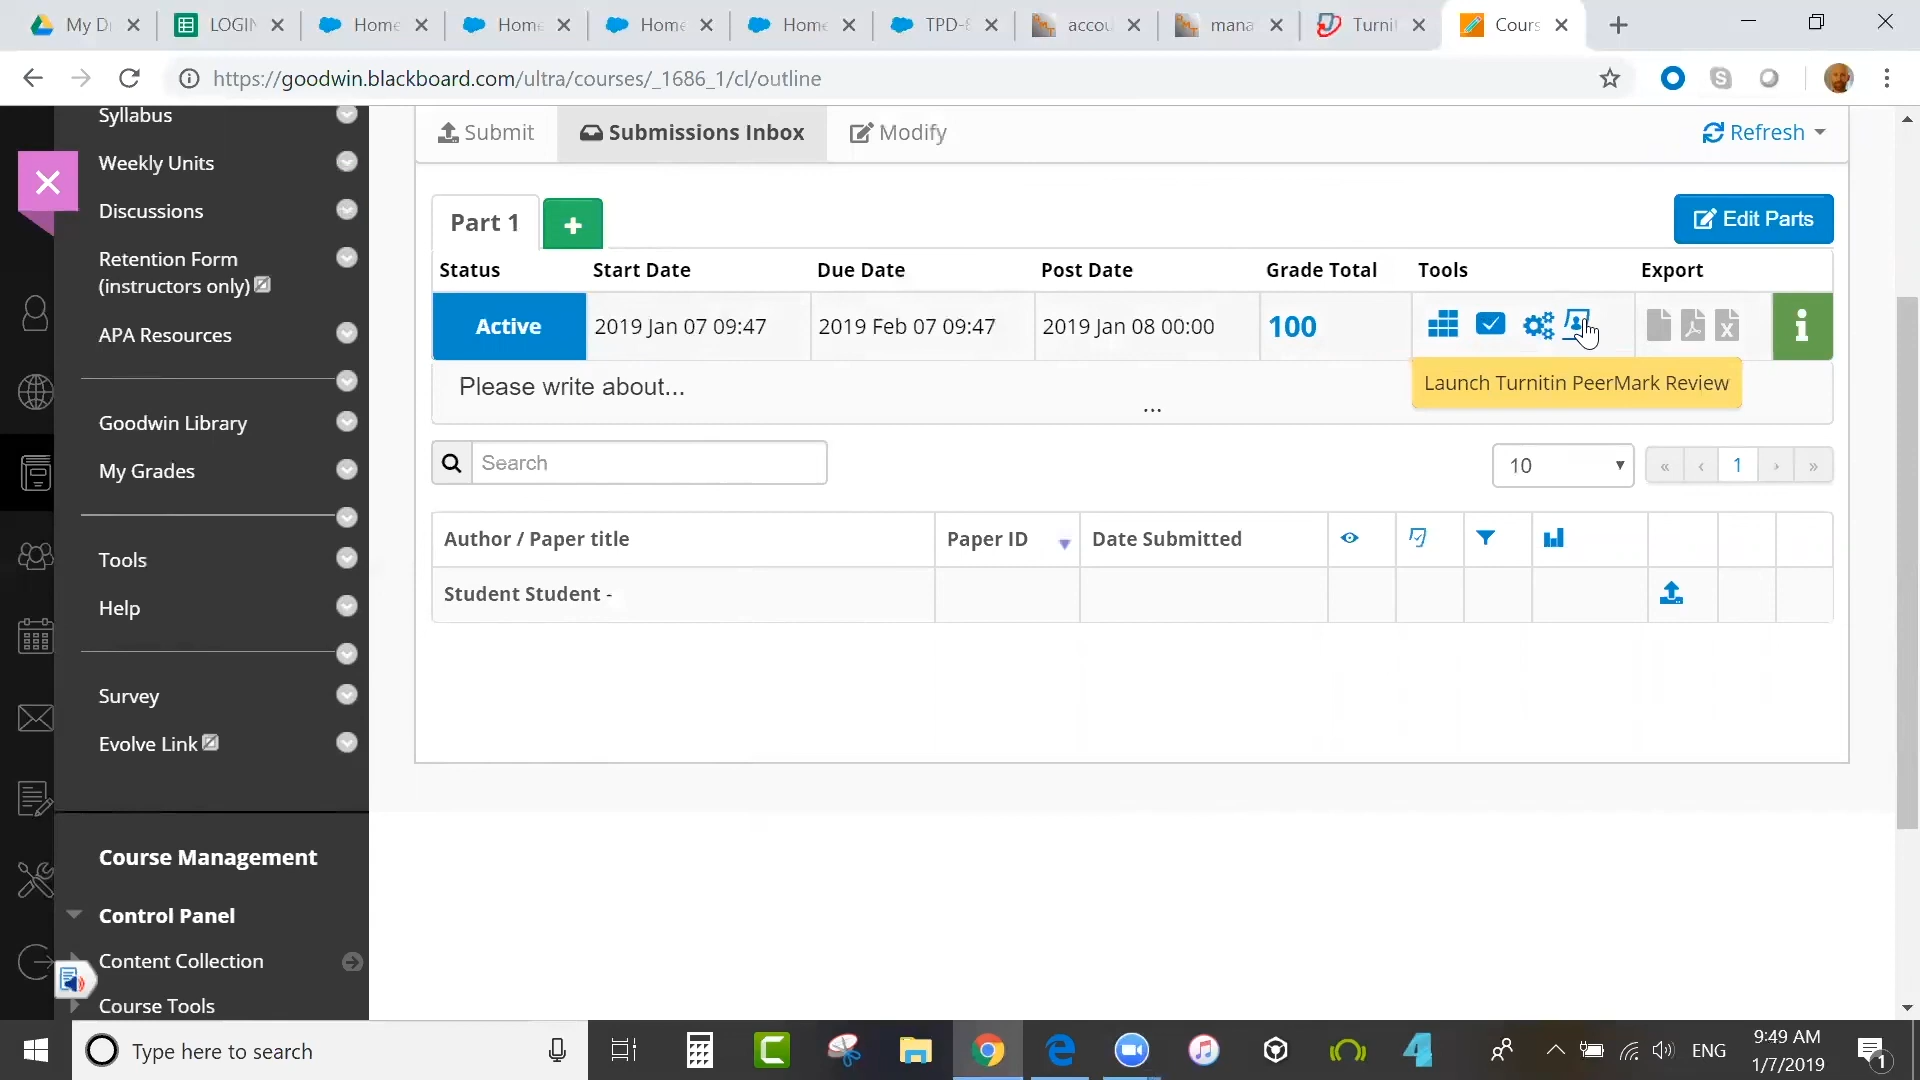 My D
LOGIN
Home
Home
Home
Home
TPD-8
accou
mana
Turnit
Cours
https://goodwin.blackboard.com/ultra/courses/_1686_1/cl/outline
Syllabus
Weekly Units
Discussions
Retention Form
(instructors only)
APA Resources
Goodwin Library
My Grades
Tools
Help
Survey
Evolve Link
Course Management
Control Panel
Content Collection
Course Tools
Submit
Submissions Inbox
Modify
Refresh
Part 1
Edit Parts
Status Start Date Due Date Post Date Grade Total Tools Export
Active 2019 Jan 07 09:47 2019 Feb 07 09:47 2019 Jan 08 00:00 100
Launch Turnitin PeerMark Review
Please write about...
...
Search
10
« ‹ 1 › »
Author / Paper title Paper ID Date Submitted
Student Student -
Type here to search
ENG
9:49 AM
1/7/2019
1